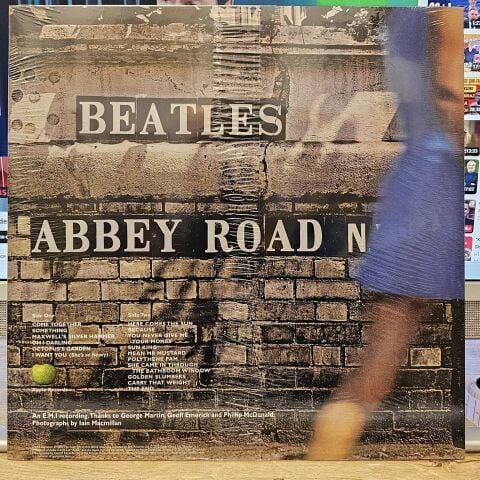 BEATLES
ABBEY ROAD N
Side One
COME TOGETHER
SOMETHING
MAXWELL'S SILVER HAMMER
OH! DARLING
OCTOPUS'S GARDEN
I WANT YOU (She's so heavy)
Side Two
HERE COMES THE SUN
BECAUSE
YOU NEVER GIVE ME
YOUR MONEY
SUN KING
MEAN MR MUSTARD
POLYTHENE PAM
SHE CAME IN THROUGH
THE BATHROOM WINDOW
GOLDEN SLUMBERS
CARRY THAT WEIGHT
THE END
An E.M.I recording. Thanks to George Martin, Geoff Emerick and Phillip McDonald.
Photographs by Iain Macmillan